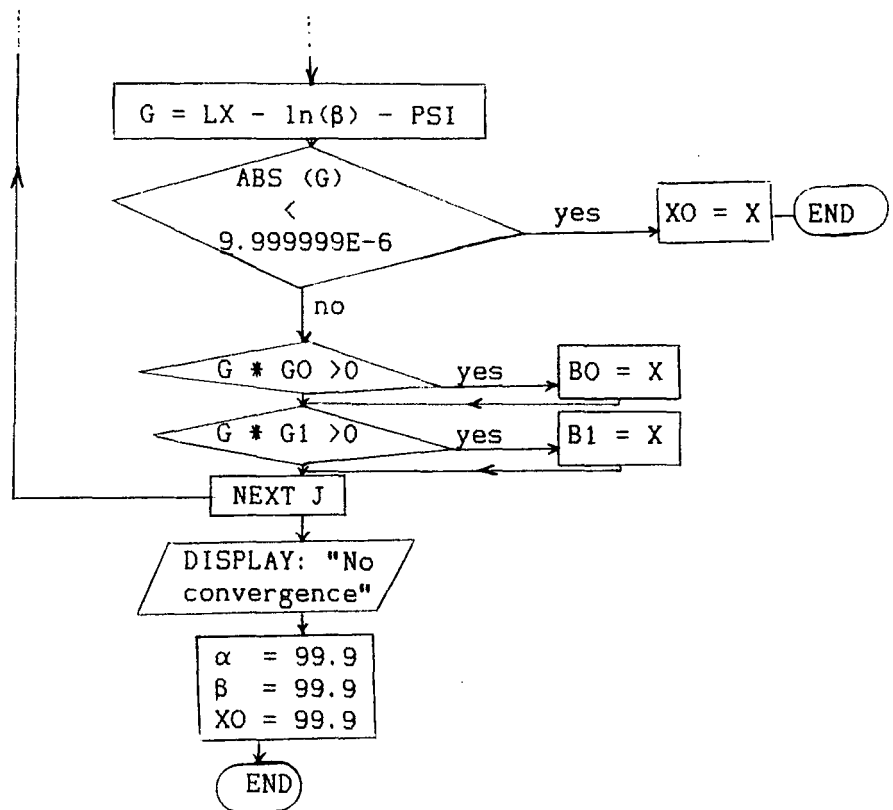 G = LX - ln(β) - PSI
ABS (G)
<
9.999999E-6
yes
XO = X
END
no
G * GO >0
yes
BO = X
G * G1 >0
yes
B1 = X
NEXT J
DISPLAY: "No
convergence"
α = 99.9
β = 99.9
XO = 99.9
END